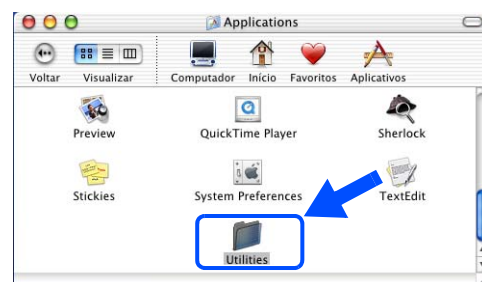 Applications
Voltar Visualizar Computador Início Favoritos Aplicativos
Preview QuickTime Player Sherlock
Stickies System Preferences TextEdit
Utilities